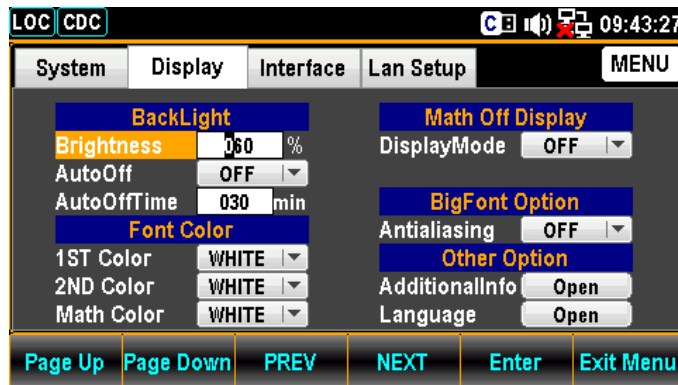 LOC CDC C 09:43:27
System Display Interface Lan Setup MENU
BackLight
Brightness 060 %
AutoOff OFF
AutoOffTime 030 min
Font Color
1ST Color WHITE
2ND Color WHITE
Math Color WHITE
Math Off Display
DisplayMode OFF
BigFont Option
Antialiasing OFF
Other Option
AdditionalInfo Open
Language Open
Page Up Page Down PREV NEXT Enter Exit Menu